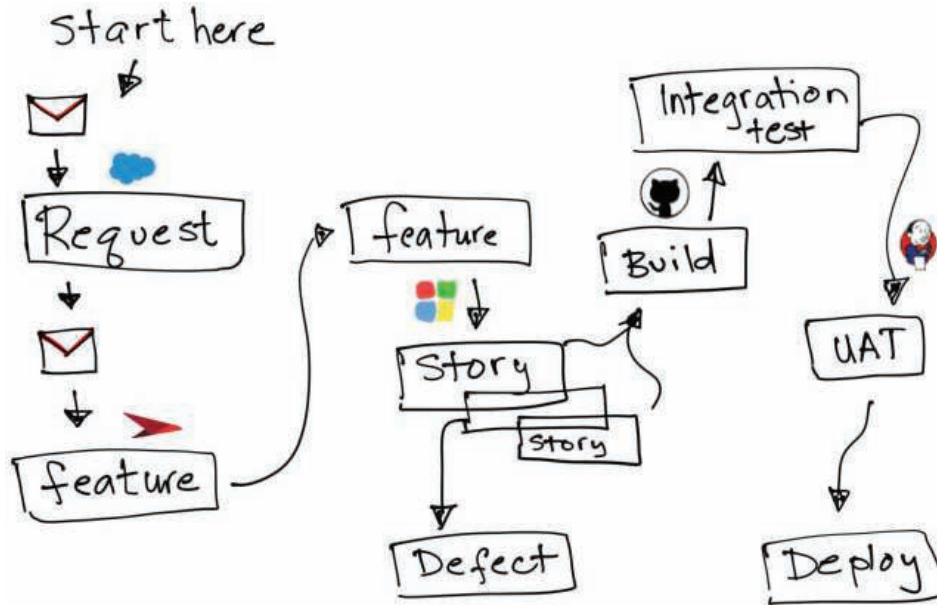 Start here
Request
feature
feature
Story
Story
Defect
Build
Integration
test
UAT
Deploy